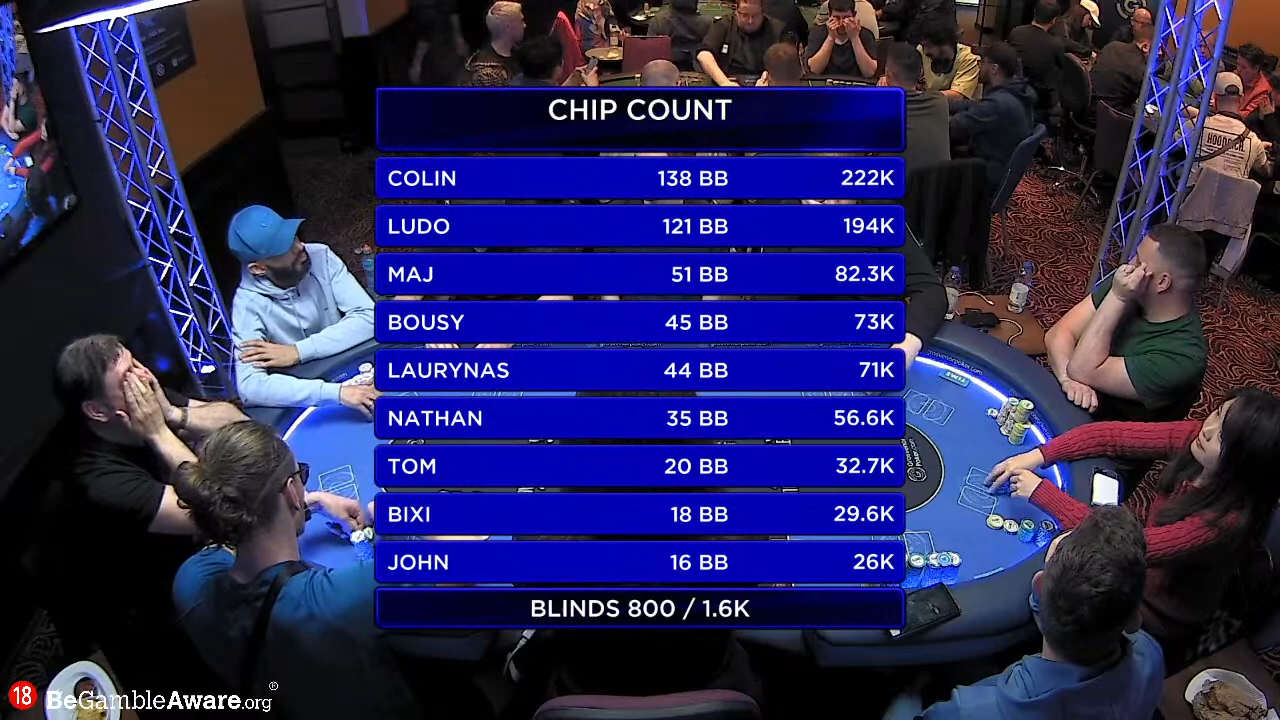 CHIP COUNT
COLIN 138 BB 222K
LUDO 121 BB 194K
MAJ 51 BB 82.3K
BOUSY 45 BB 73K
LAURYNAS 44 BB 71K
NATHAN 35 BB 56.6K
TOM 20 BB 32.7K
BIXI 18 BB 29.6K
JOHN 16 BB 26K
BLINDS 800 / 1.6K
HOODRICH
18 BeGambleAware.org®